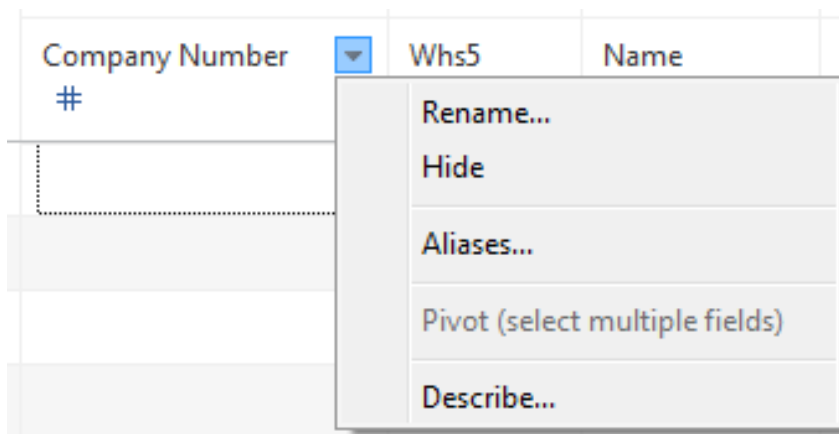 Company Number
Whs5
Name
#
Rename...
Hide
Aliases...
Pivot (select multiple fields)
Describe...